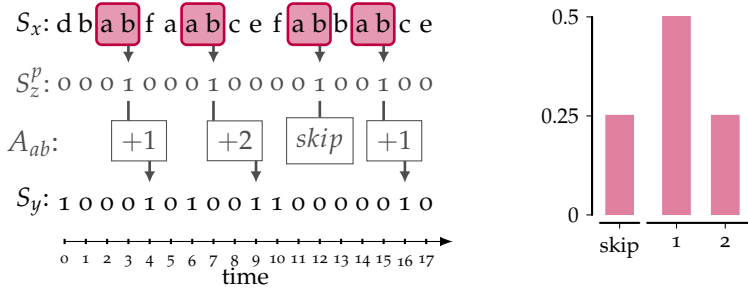 S_x: d b a b f a a b c e f a b b a b c e
S_z^p: 0 0 0 1 0 0 0 1 0 0 0 0 1 0 0 1 0 0
A_ab: +1 +2 skip +1
S_y: 1 0 0 0 1 0 1 0 0 1 1 0 0 0 0 0 1 0
0 1 2 3 4 5 6 7 8 9 10 11 12 13 14 15 16 17
time
0.5
0.25
0
skip 1 2